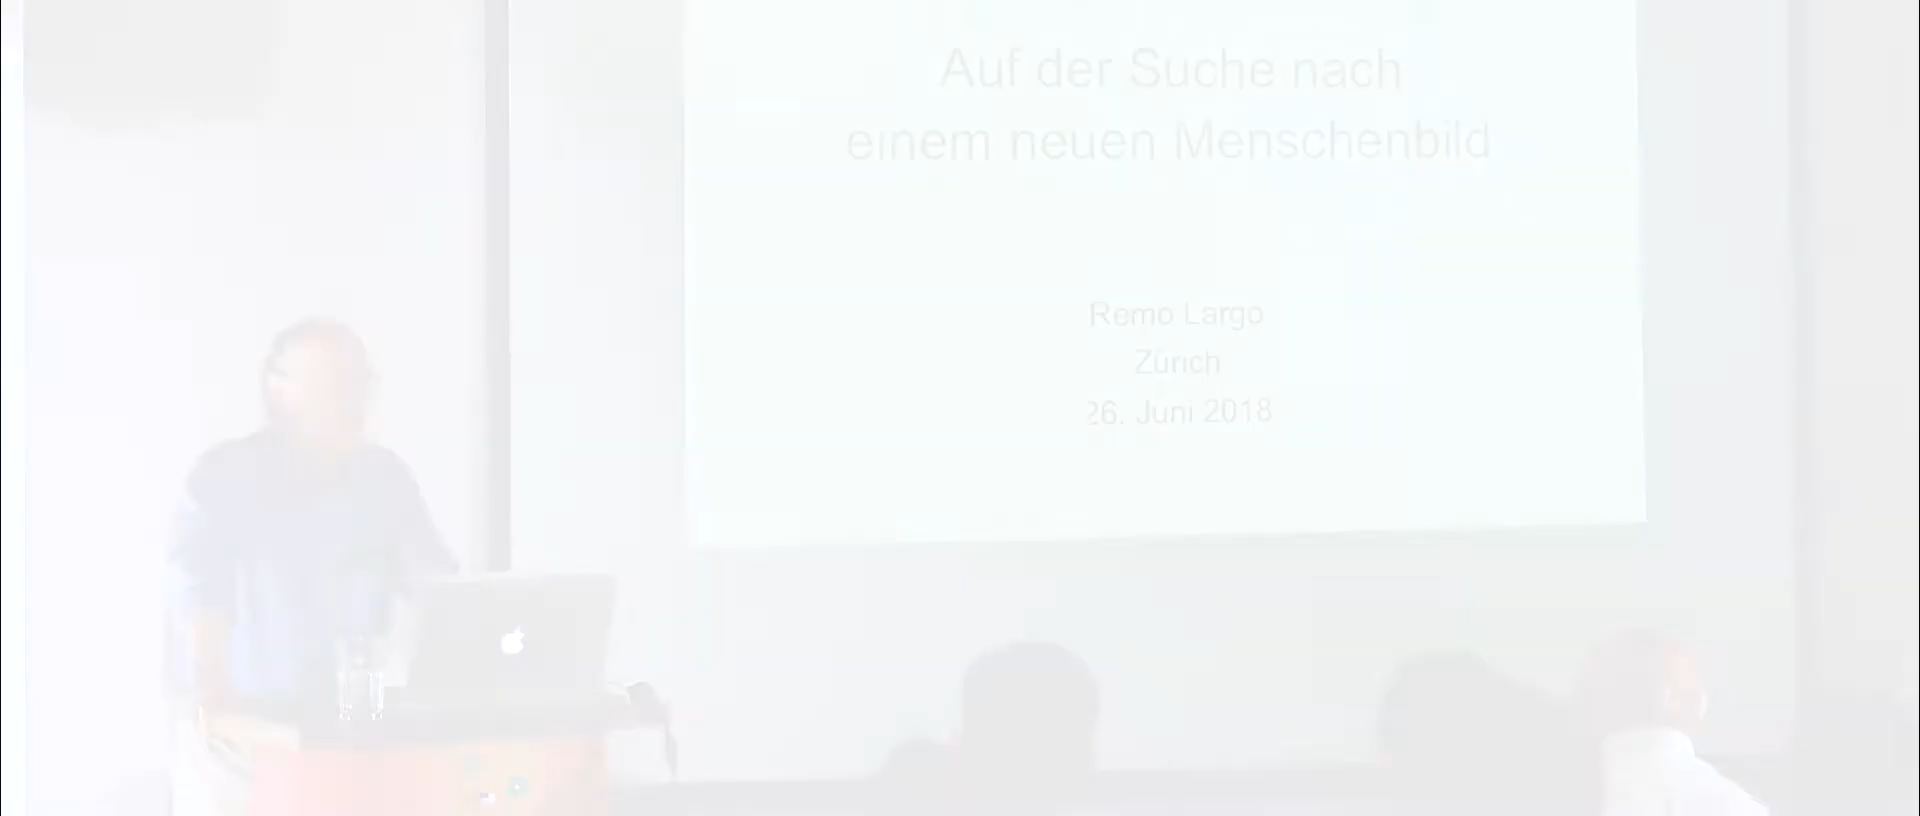 Auf der Suche nach
einem neuen Menschenbild
Remo Largo
Zürich
26. Juni 2018